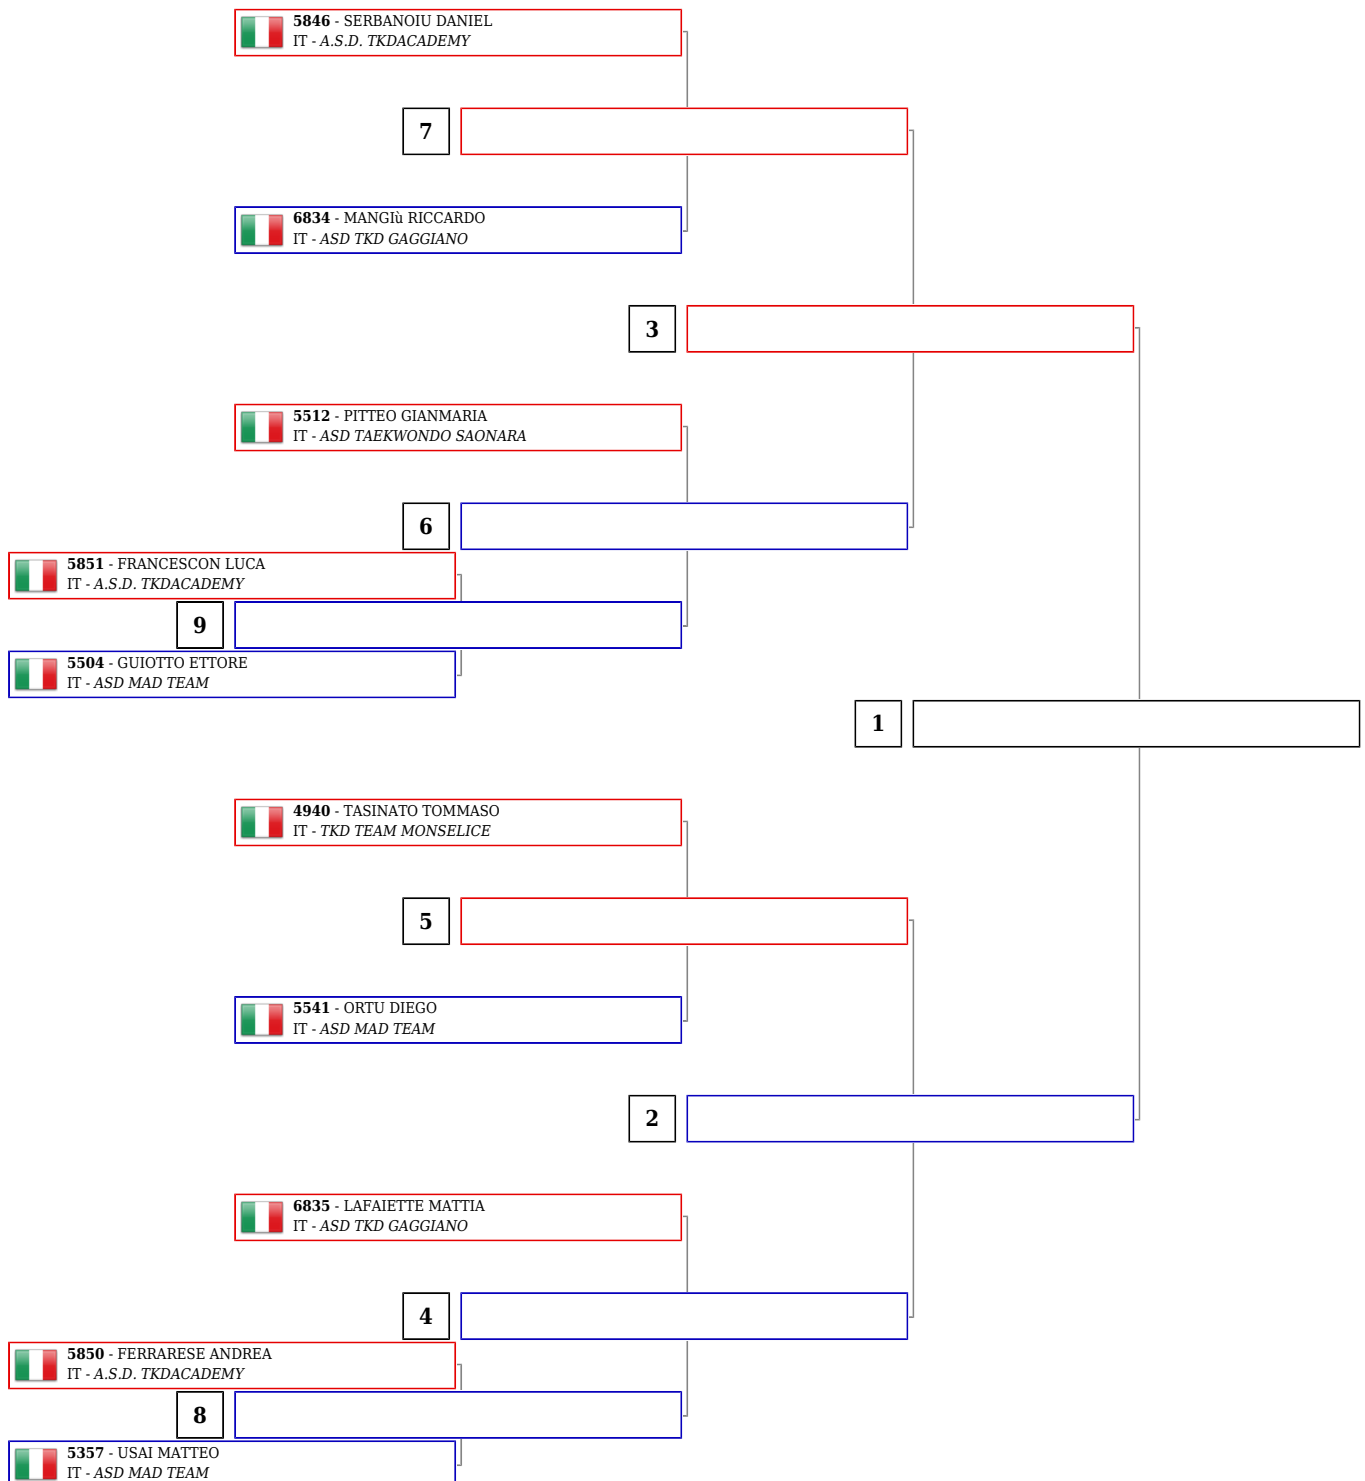 5846 - SERBANOIU DANIEL
IT - A.S.D. TKDACADEMY
7
6834 - MANGIù RICCARDO
IT - ASD TKD GAGGIANO
3
5512 - PITTEO GIANMARIA
IT - ASD TAEKWONDO SAONARA
6
5851 - FRANCESCON LUCA
IT - A.S.D. TKDACADEMY
9
5504 - GUIOTTO ETTORE
IT - ASD MAD TEAM
1
4940 - TASINATO TOMMASO
IT - TKD TEAM MONSELICE
5
5541 - ORTU DIEGO
IT - ASD MAD TEAM
2
6835 - LAFAIETTE MATTIA
IT - ASD TKD GAGGIANO
4
5850 - FERRARESE ANDREA
IT - A.S.D. TKDACADEMY
8
5357 - USAI MATTEO
IT - ASD MAD TEAM